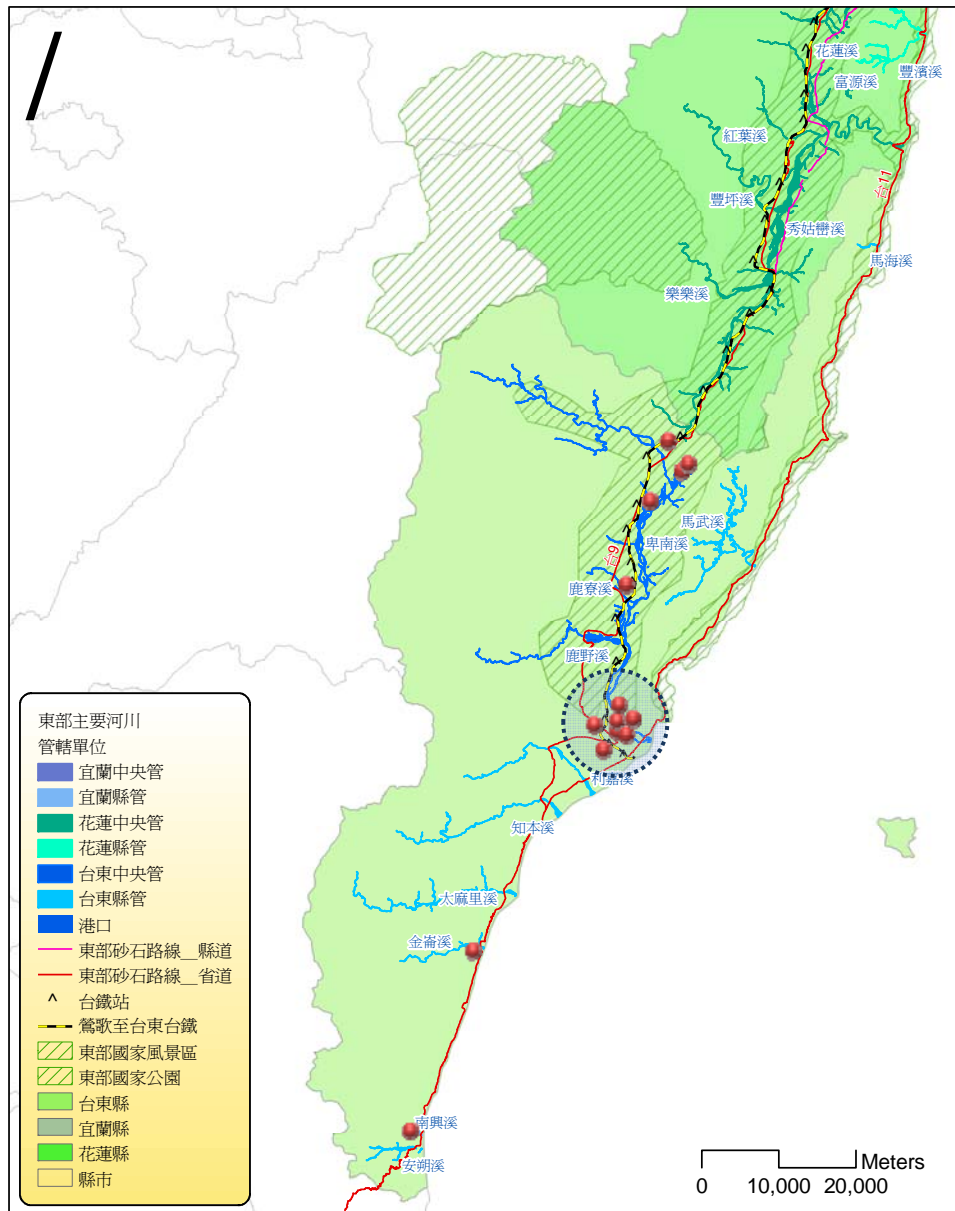 /
花蓮溪
富源溪
豐濱溪
紅葉溪
台11
豐坪溪
秀姑巒溪
馬海溪
樂樂溪
馬武溪
卑南溪
台9
鹿寮溪
鹿野溪
利嘉溪
知本溪
太麻里溪
金崙溪
南興溪
安朔溪
東部主要河川
管轄單位
宜蘭中央管
宜蘭縣管
花蓮中央管
花蓮縣管
台東中央管
台東縣管
港口
東部砂石路線__縣道
東部砂石路線__省道
台鐵站
鶯歌至台東台鐵
東部國家風景區
東部國家公園
台東縣
宜蘭縣
花蓮縣
縣市
Meters
0 10,000 20,000